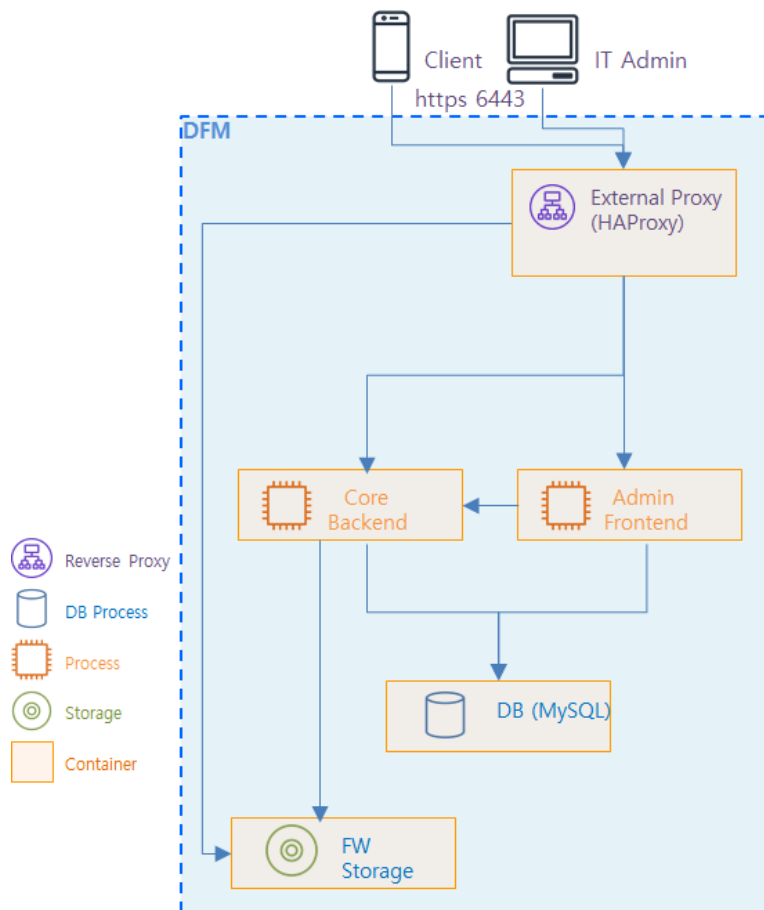 Client
IT Admin
https 6443
DFM
External Proxy
(HAProxy)
Core
Backend
Admin
Frontend
Reverse Proxy
DB Process
Process
Storage
Container
DB (MySQL)
FW
Storage